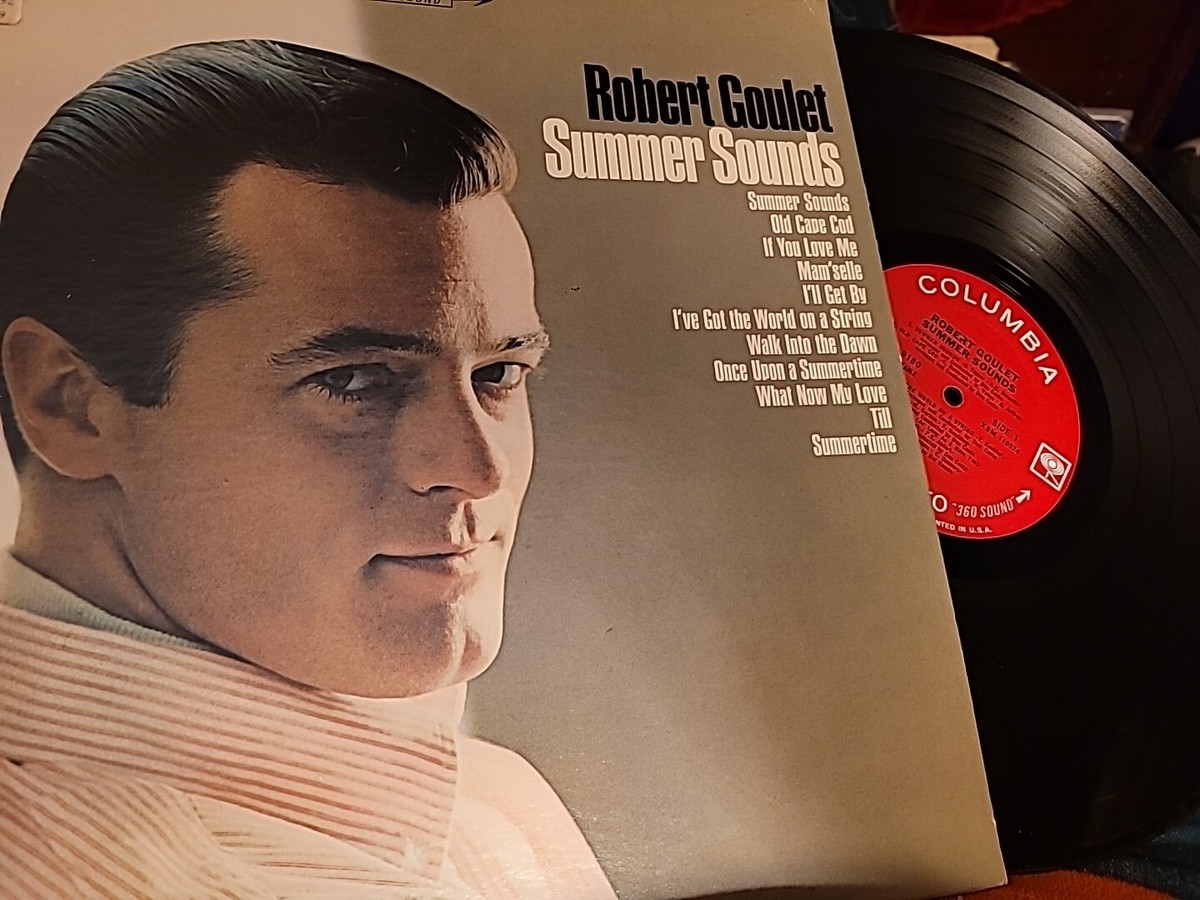 SOUND
Robert Goulet
Summer Sounds
Summer Sounds
Old Cape Cod
If You Love Me
Mam'selle
I'll Get By
I've Got the World on a String
Walk Into the Dawn
Once Upon a Summertime
What Now My Love
Till
Summertime
COLUMBIA
ROBERT GOULET
SUMMER SOUNDS
SIDE 1
"360 SOUND"
IN U.S.A.